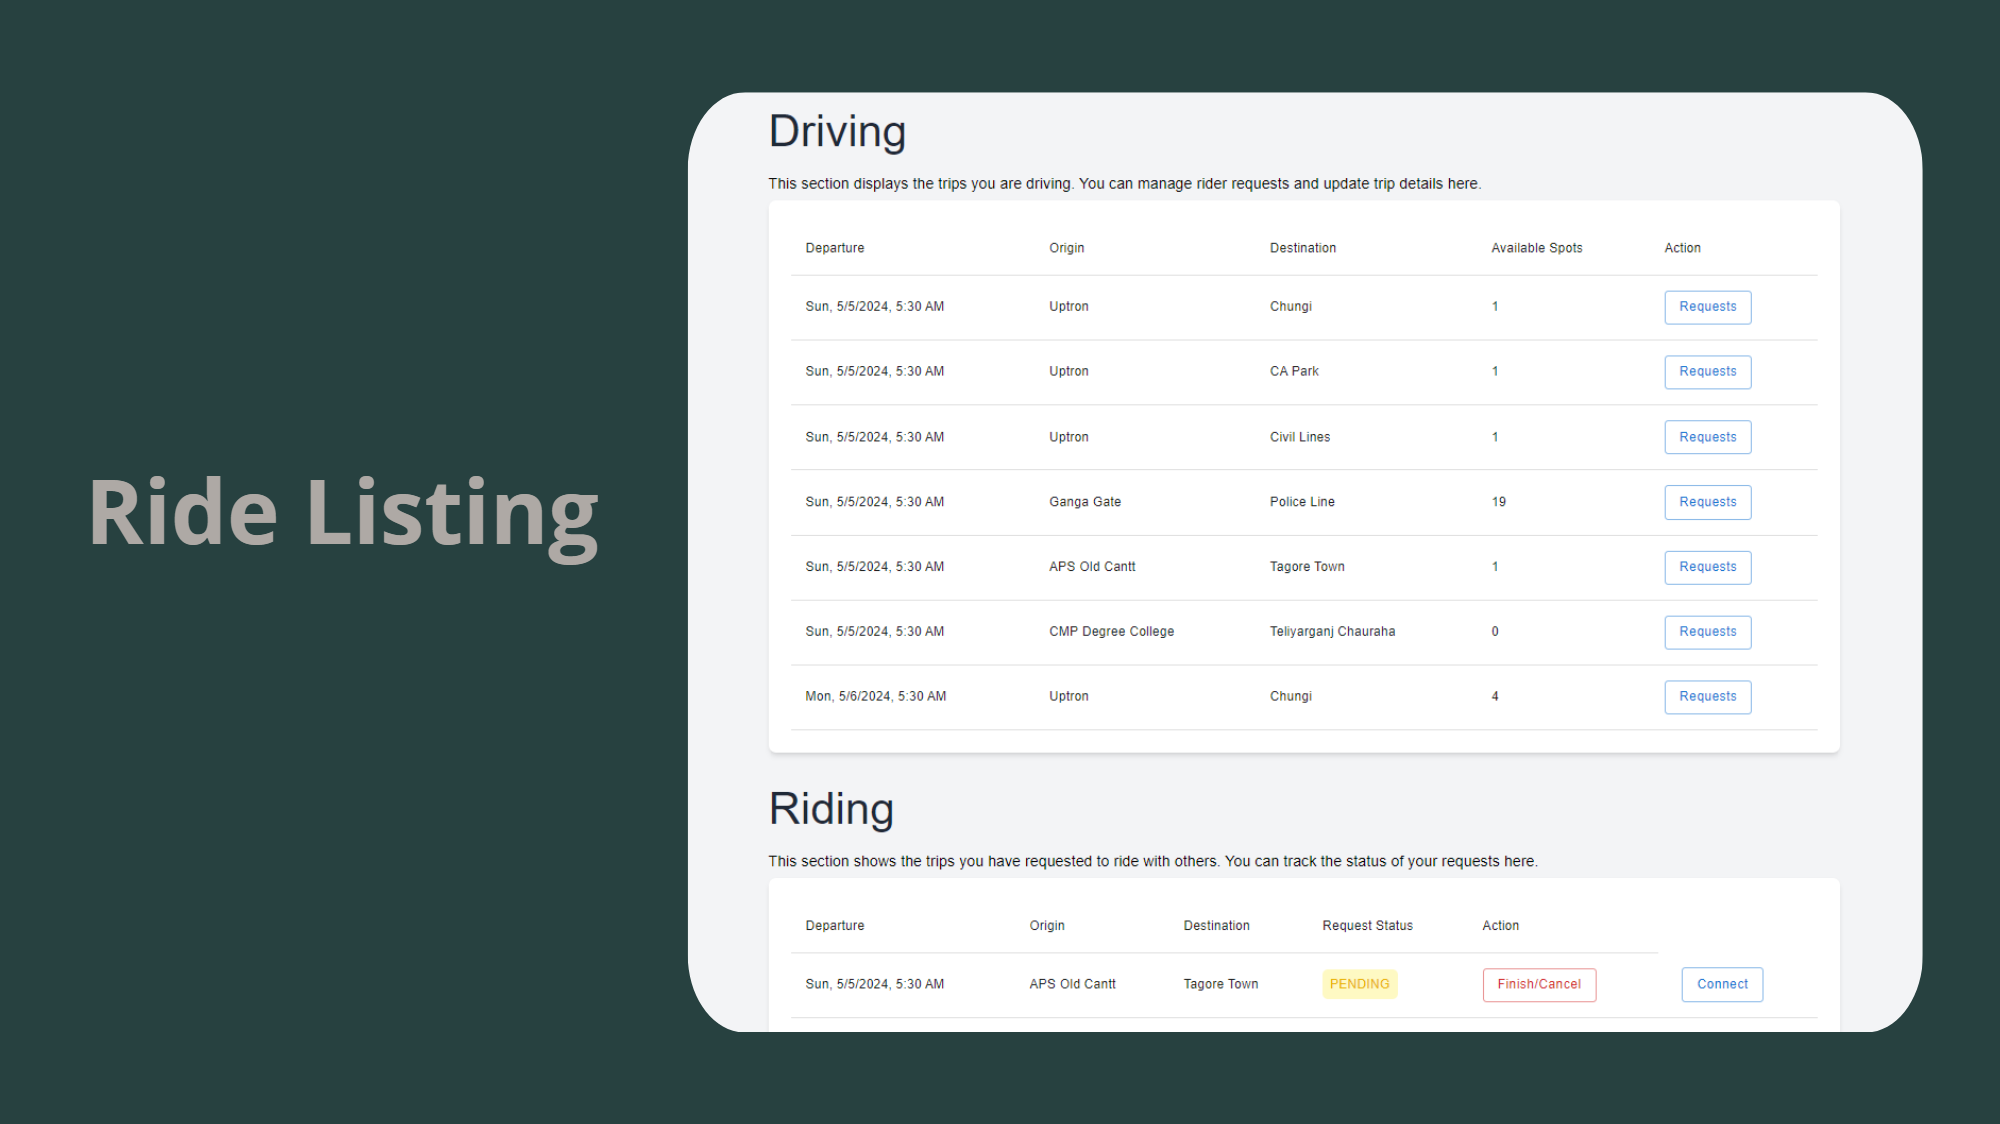 Ride Listing
Driving
This section displays the trips you are driving. You can manage rider requests and update trip details here.
Departure Origin Destination Available Spots Action
Sun, 5/5/2024, 5:30 AM Uptron Chungi 1 Requests
Sun, 5/5/2024, 5:30 AM Uptron CA Park 1 Requests
Sun, 5/5/2024, 5:30 AM Uptron Civil Lines 1 Requests
Sun, 5/5/2024, 5:30 AM Ganga Gate Police Line 19 Requests
Sun, 5/5/2024, 5:30 AM APS Old Cantt Tagore Town 1 Requests
Sun, 5/5/2024, 5:30 AM CMP Degree College Teliyarganj Chauraha 0 Requests
Mon, 5/6/2024, 5:30 AM Uptron Chungi 4 Requests
Riding
This section shows the trips you have requested to ride with others. You can track the status of your requests here.
Departure Origin Destination Request Status Action
Sun, 5/5/2024, 5:30 AM APS Old Cantt Tagore Town PENDING Finish/Cancel Connect